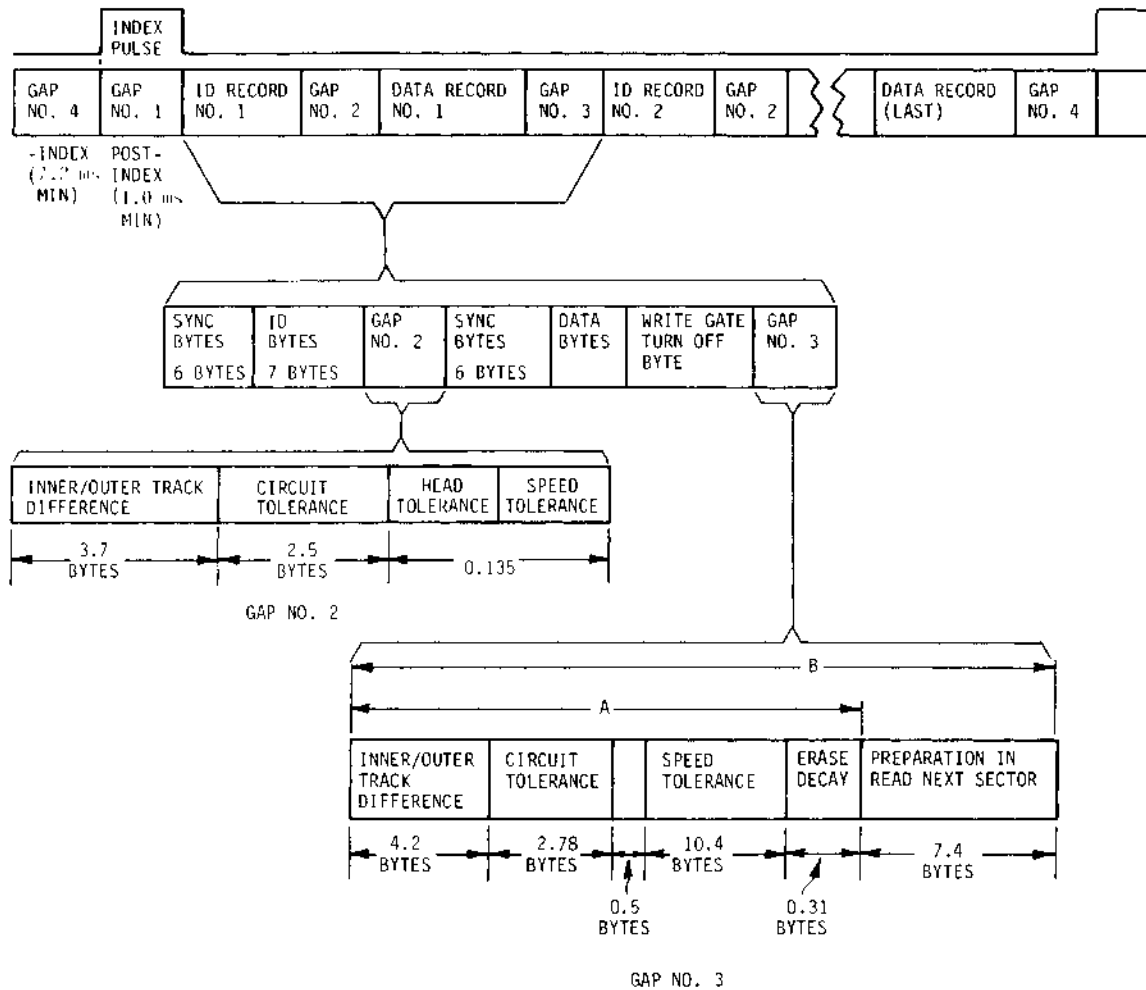 INDEX
PULSE
GAP
NO. 4
GAP
NO. 1
ID RECORD
NO. 1
GAP
NO. 2
DATA RECORD
NO. 1
GAP
NO. 3
ID RECORD
NO. 2
GAP
NO. 2
DATA RECORD
(LAST)
GAP
NO. 4
-INDEX
ms
MIN)
POST-
INDEX
(1.0 ms
MIN)
SYNC
BYTES
6 BYTES
ID
BYTES
7 BYTES
GAP
NO. 2
SYNC
BYTES
6 BYTES
DATA
BYTES
WRITE GATE
TURN OFF
BYTE
GAP
NO. 3
INNER/OUTER TRACK
DIFFERENCE
CIRCUIT
TOLERANCE
HEAD
TOLERANCE
SPEED
TOLERANCE
3.7
BYTES
2.5
BYTES
0.135
GAP NO. 2
B
A
INNER/OUTER
TRACK
DIFFERENCE
CIRCUIT
TOLERANCE
SPEED
TOLERANCE
ERASE
DECAY
PREPARATION IN
READ NEXT SECTOR
4.2
BYTES
2.78
BYTES
10.4
BYTES
7.4
BYTES
0.5
BYTES
0.31
BYTES
GAP NO. 3